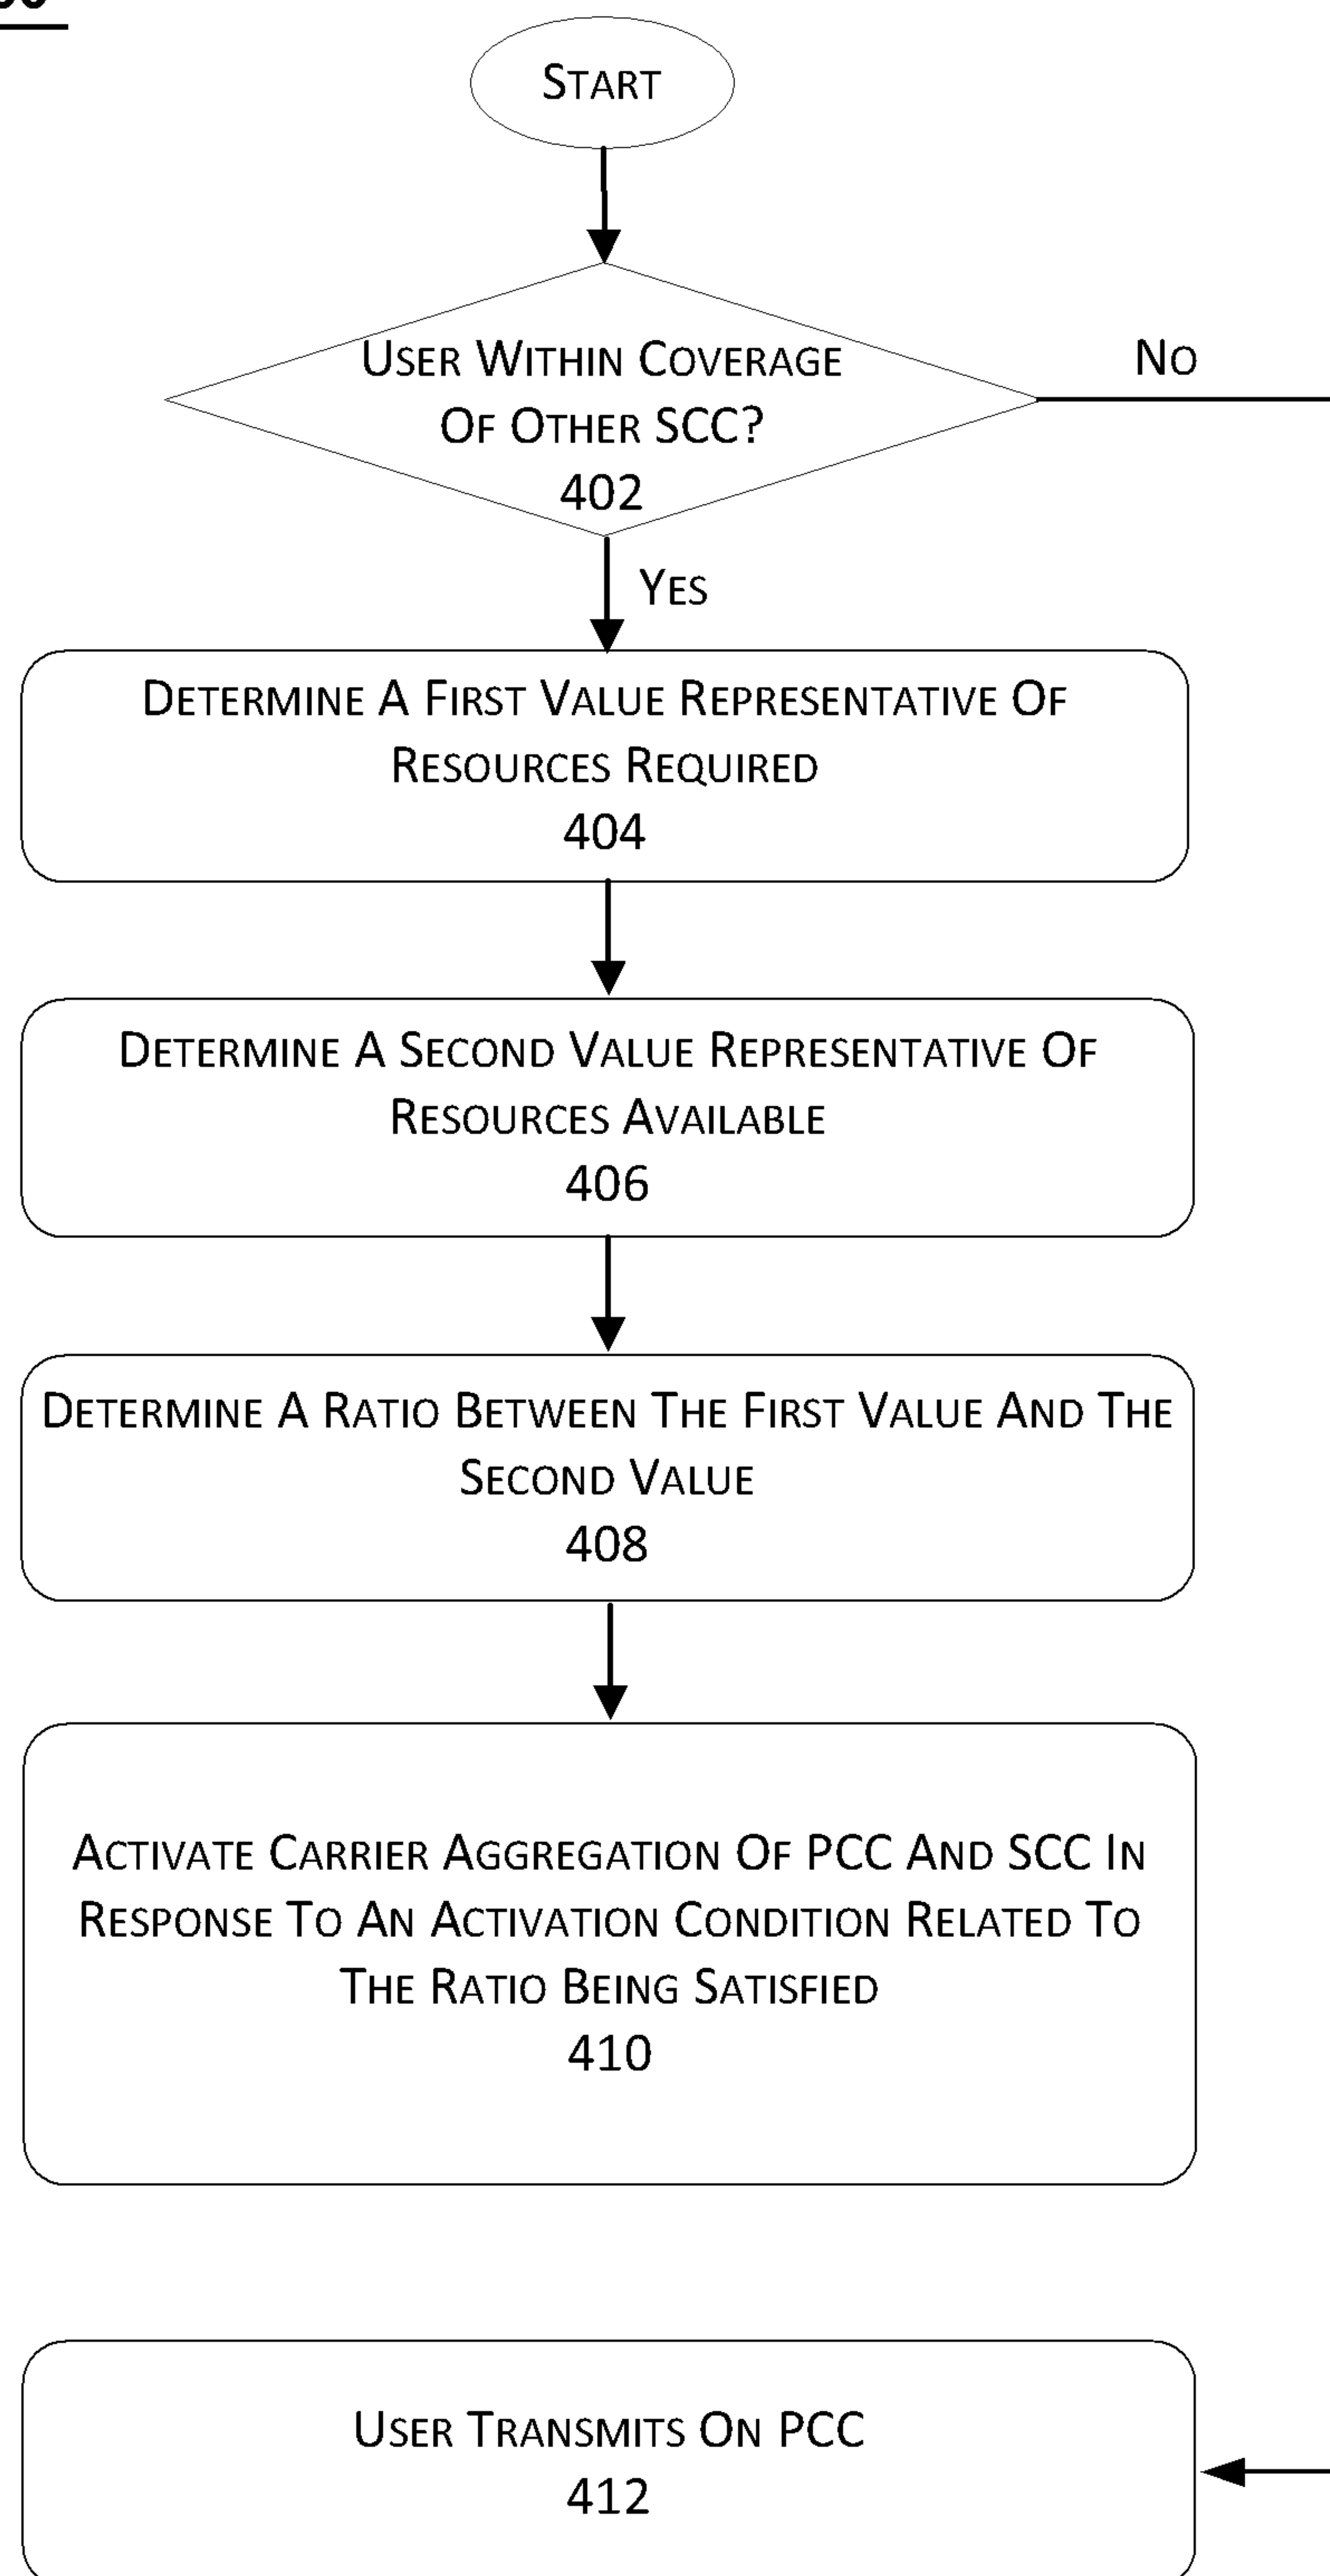 START
USER WITHIN COVERAGE
OF OTHER SCC?
402
NO
YES
DETERMINE A FIRST VALUE REPRESENTATIVE OF
RESOURCES REQUIRED
404
DETERMINE A SECOND VALUE REPRESENTATIVE OF
RESOURCES AVAILABLE
406
DETERMINE A RATIO BETWEEN THE FIRST VALUE AND THE
SECOND VALUE
408
ACTIVATE CARRIER AGGREGATION OF PCC AND SCC IN
RESPONSE TO AN ACTIVATION CONDITION RELATED TO
THE RATIO BEING SATISFIED
410
USER TRANSMITS ON PCC
412